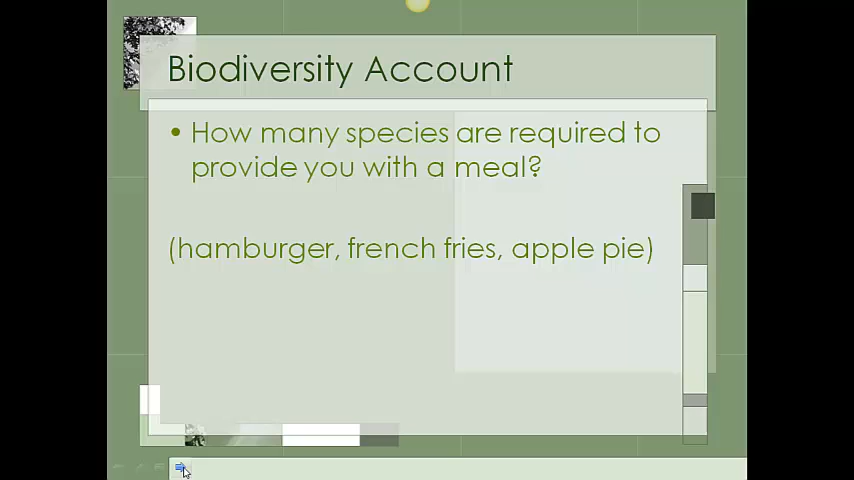 Biodiversity Account
• How many species are required to
provide you with a meal?
(hamburger, french fries, apple pie)